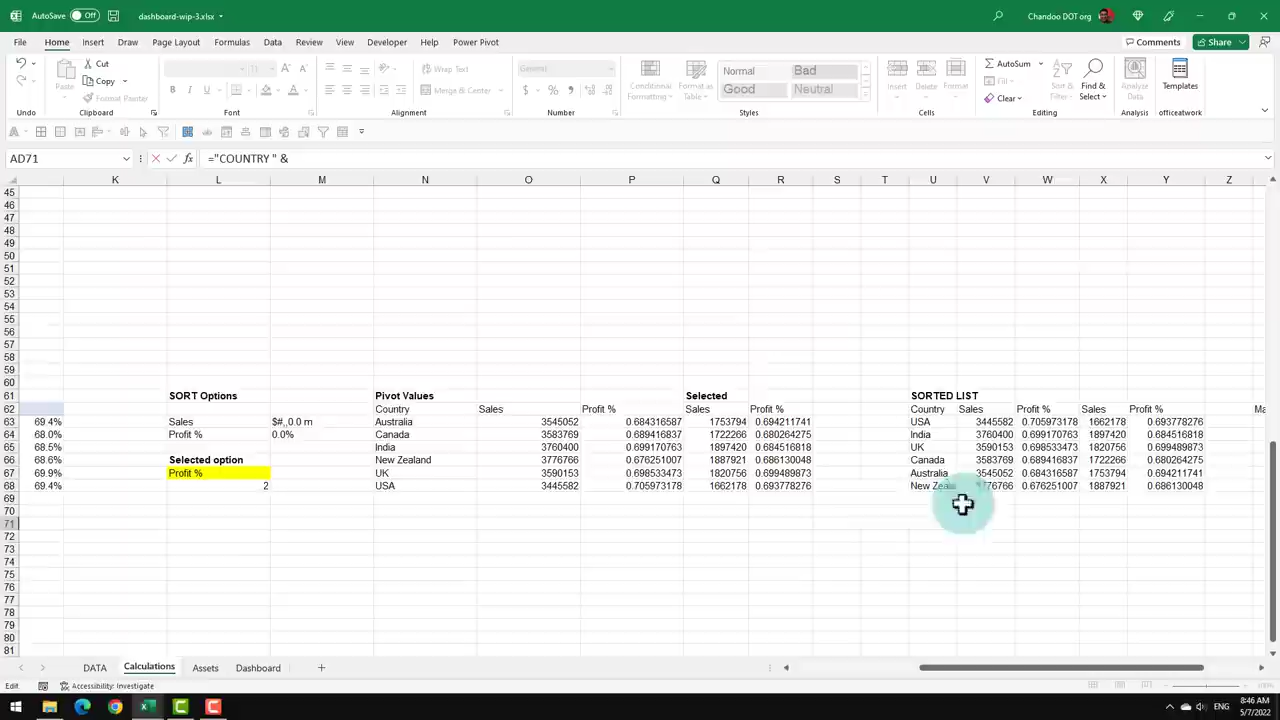 AutoSave Off dashboard-wip-3.xlsx Chandoo DOT org
File Home Insert Draw Page Layout Formulas Data Review View Developer Help Power Pivot Comments Share
Cut Copy Format Painter Paste Wrap Text Merge & Center General Conditional Formatting Format as Table Normal Bad Good Neutral Insert Delete Format AutoSum Fill Clear Sort & Filter Find & Select Analyze Data Templates
Undo Clipboard Font Alignment Number Styles Cells Editing Analysis officeatwork
AD71 ="COUNTRY " &
K L M N O P Q R S T U V W X Y Z
45
46
47
48
49
50
51
52
53
54
55
56
57
58
59
60
61 SORT Options Pivot Values Selected SORTED LIST
62 Country Sales Profit % Sales Profit % Country Sales Profit % Sales Profit % Ma
63 69.4% Sales $#,,0.0 m Australia 3545052 0.684316587 1753794 0.694211741 USA 3445582 0.705973178 1662178 0.693778276
64 68.0% Profit % 0.0% Canada 3583769 0.689416837 1722266 0.680264275 India 3760400 0.699170763 1897420 0.684516818
65 68.5% India 3760400 0.699170763 1897420 0.684516818 UK 3590153 0.698533473 1820756 0.699489873
66 68.6% Selected option New Zealand 3776766 0.676251007 1887921 0.686130048 Canada 3583769 0.689416837 1722266 0.680264275
67 69.9% Profit % UK 3590153 0.698533473 1820756 0.699489873 Australia 3545052 0.684316587 1753794 0.694211741
68 69.4% 2 USA 3445582 0.705973178 1662178 0.693778276 New Zeala 3776766 0.676251007 1887921 0.686130048
69
70
71
72
73
74
75
76
77
78
79
80
81
DATA Calculations Assets Dashboard
Edit Accessibility: Investigate
8:46 AM
ENG
5/7/2022